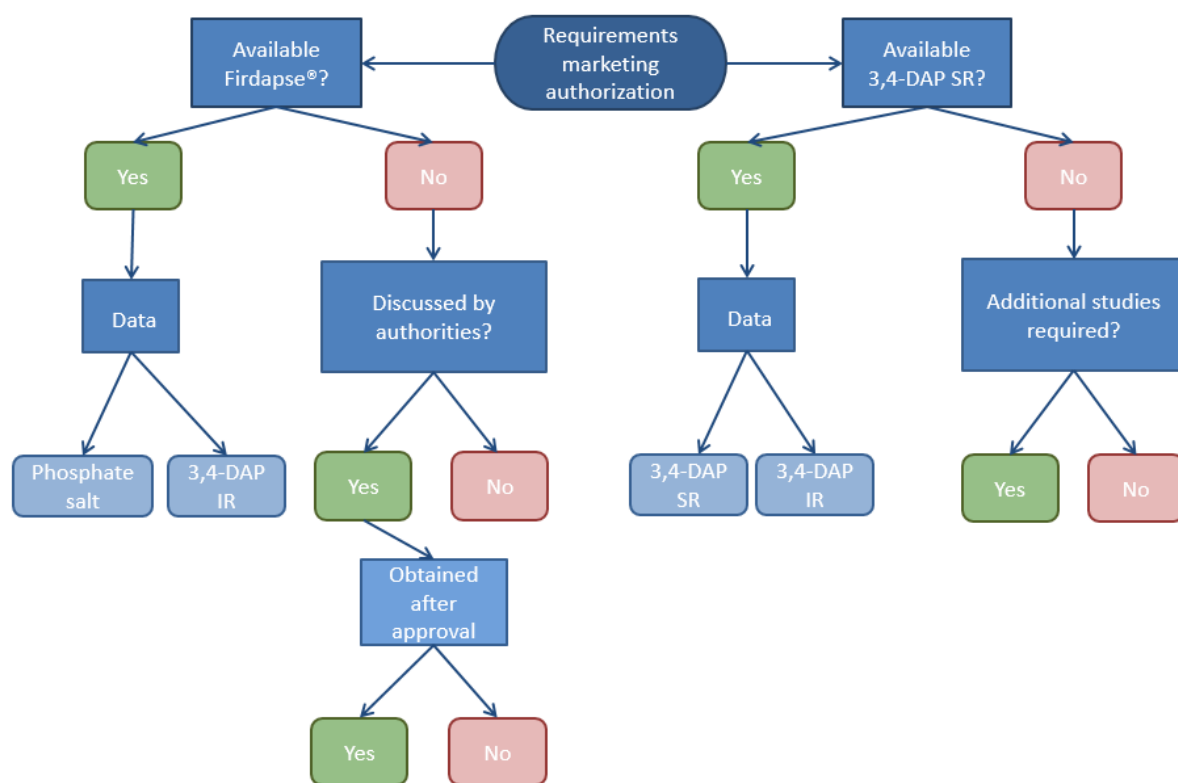 Available
Firdapse®?
Requirements
marketing
authorization
Available
3,4-DAP SR?
Yes
No
Yes
No
Data
Discussed by
authorities?
Data
Additional studies
required?
Phosphate
salt
3,4-DAP
IR
Yes
No
3,4-DAP
SR
3,4-DAP
IR
Yes
No
Obtained
after
approval
Yes
No